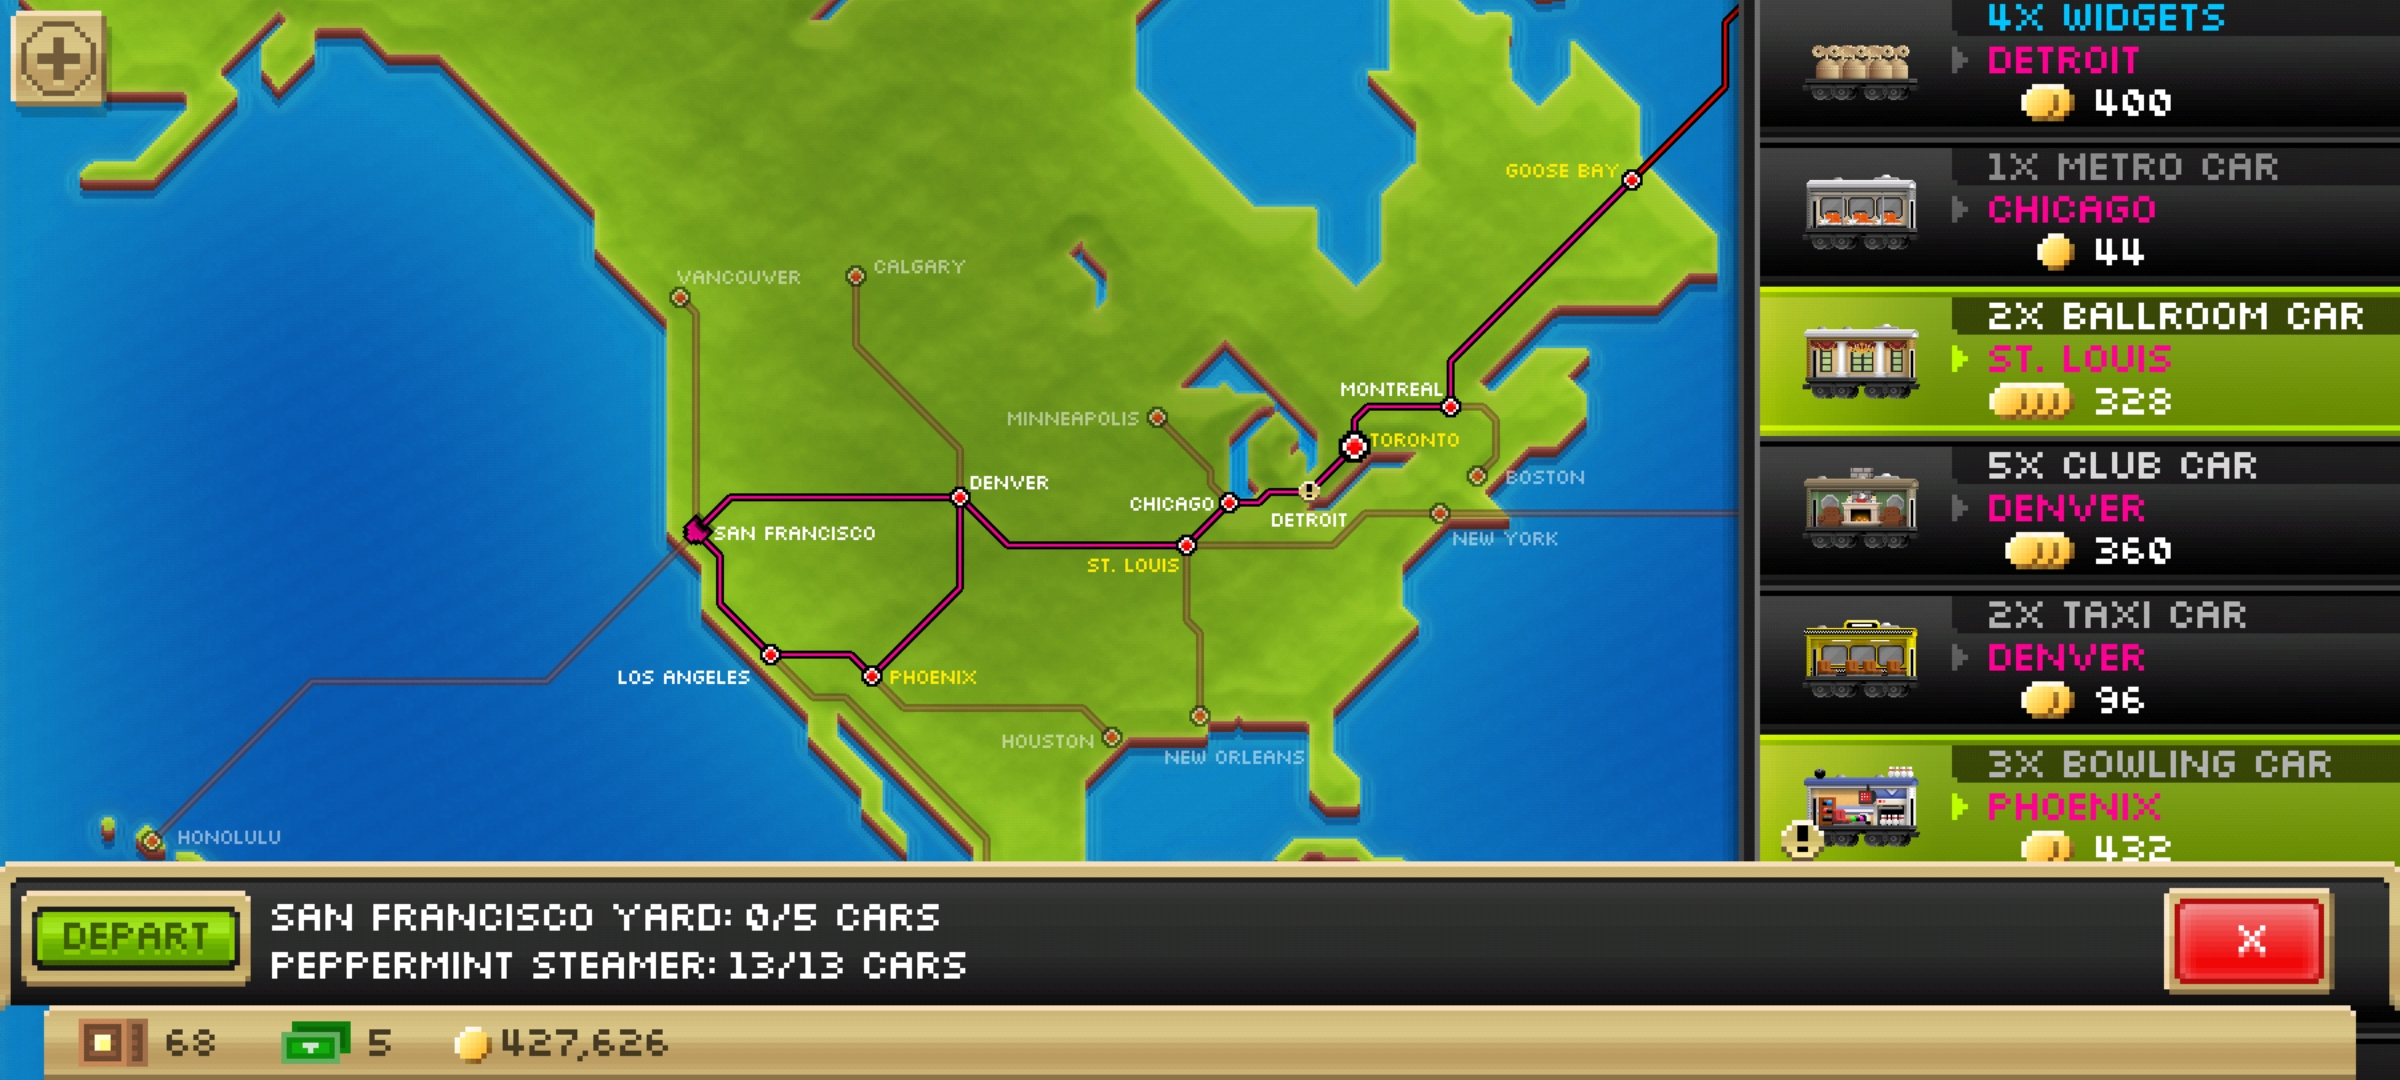 VANCOUVER
CALGARY
GOOSE BAY
MINNEAPOLIS
MONTREAL
TORONTO
BOSTON
DENVER
CHICAGO
DETROIT
NEW YORK
SAN FRANCISCO
ST. LOUIS
LOS ANGELES
PHOENIX
HOUSTON
NEW ORLEANS
HONOLULU
4X WIDGETS
DETROIT
400
1X METRO CAR
CHICAGO
44
2X BALLROOM CAR
ST. LOUIS
328
5X CLUB CAR
DENVER
360
2X TAXI CAR
DENVER
96
3X BOWLING CAR
PHOENIX
432
DEPART
SAN FRANCISCO YARD: 0/5 CARS
PEPPERMINT STEAMER: 13/13 CARS
X
68 5 427,626